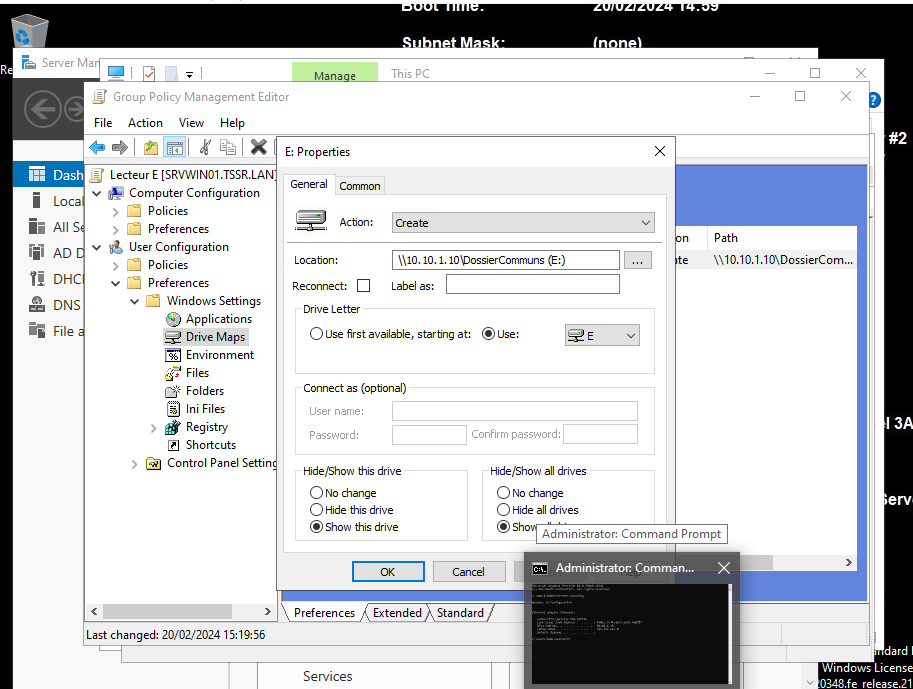 Boot Time: 20/02/2024 14:59
Subnet Mask: (none)
Server Man
Manage This PC
Group Policy Management Editor
File Action View Help
#2
E: Properties
Lecteur E [SRVWIN01.TSSR.LAN]
Computer Configuration
Policies
Preferences
User Configuration
Policies
Preferences
Windows Settings
Applications
Drive Maps
Environment
Files
Folders
Ini Files
Registry
Shortcuts
Control Panel Setting
Dash
Local
All Se
AD D
DHC
DNS
File a
General Common
Action: Create
Location: \\10.10.1.10\DossierCommuns (E:) ...
Reconnect: Label as:
Drive Letter
Use first available, starting at: Use: E
Connect as (optional)
User name:
Password: Confirm password:
Hide/Show this drive
No change
Hide this drive
Show this drive
Hide/Show all drives
No change
Hide all drives
Show all
OK Cancel Help
on Path
ate \\10.10.1.10\DossierCom...
el 3A
Serve
Administrator: Command Prompt
Administrator: Comman...
Preferences Extended Standard
Last changed: 20/02/2024 15:19:56
Services
ndard
Windows License
20348.fe_release.21